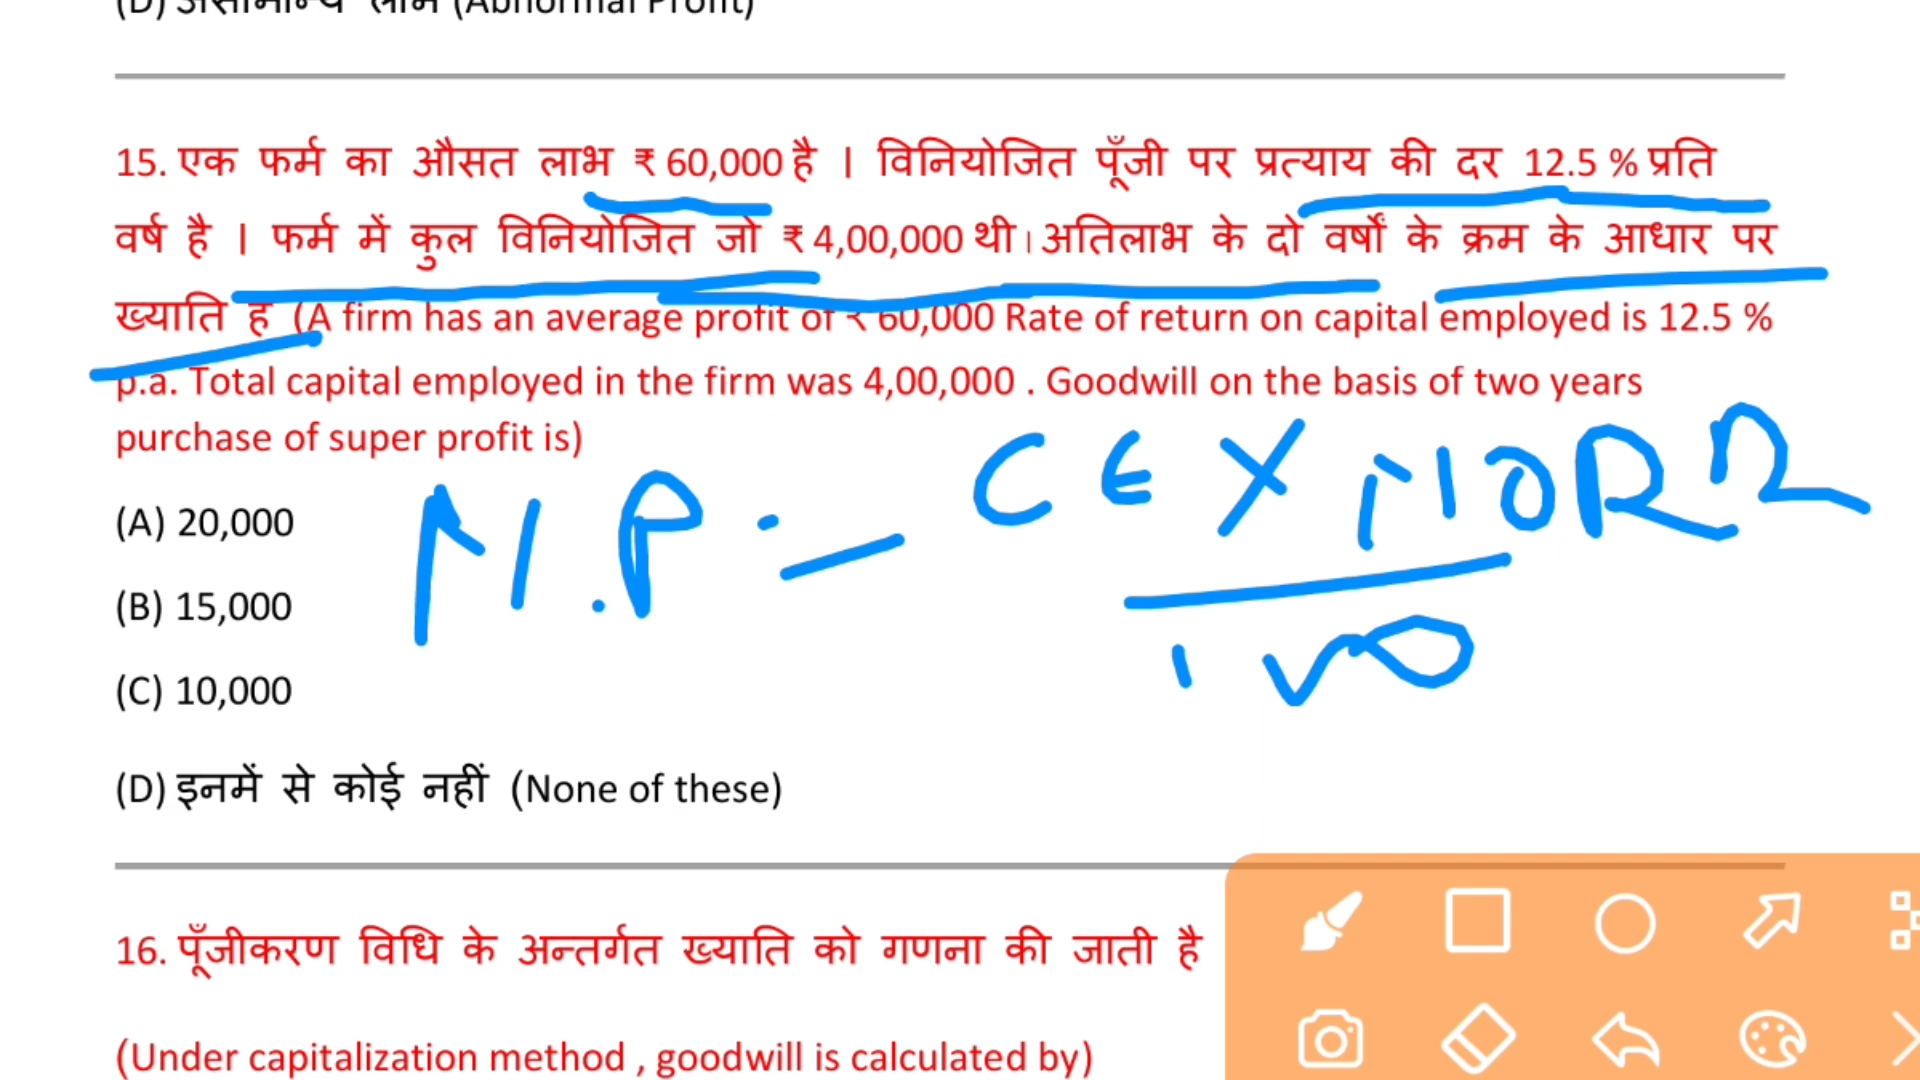 (D) असामान्य लाभ (Abnormal Profit)
15. एक फर्म का औसत लाभ ₹ 60,000 है । विनियोजित पूँजी पर प्रत्याय की दर 12.5 % प्रति
वर्ष है । फर्म में कुल विनियोजित जो ₹ 4,00,000 थी। अतिलाभ के दो वर्षों के क्रम के आधार पर
ख्याति है (A firm has an average profit of ₹ 60,000 Rate of return on capital employed is 12.5 %
p.a. Total capital employed in the firm was 4,00,000 . Goodwill on the basis of two years
purchase of super profit is)
(A) 20,000
N.P = CE X NORR
100
(B) 15,000
(C) 10,000
(D) इनमें से कोई नहीं (None of these)
16. पूँजीकरण विधि के अन्तर्गत ख्याति को गणना की जाती है
(Under capitalization method , goodwill is calculated by)